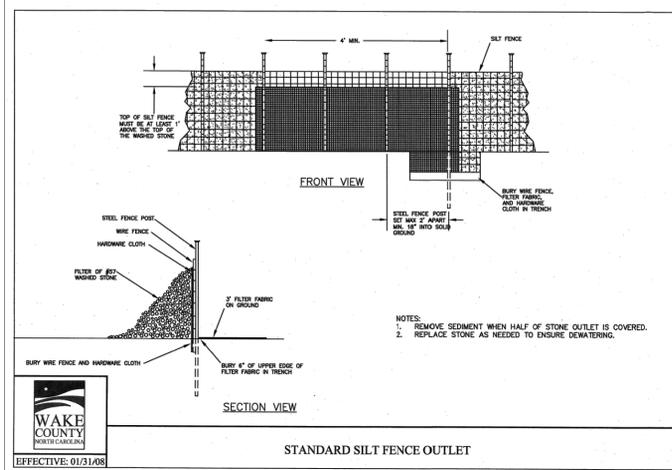 4' MIN.
SILT FENCE
TOP OF SILT FENCE
MUST BE AT LEAST 1'
ABOVE THE TOP OF
THE WASHED STONE
FRONT VIEW
BURY WIRE FENCE,
FILTER FABRIC,
AND HARDWARE
CLOTH IN TRENCH
STEEL FENCE POST
SET MAX 2' APART
MIN. 18" INTO SOLID
GROUND
STEEL FENCE POST
WIRE FENCE
HARDWARE CLOTH
FILTER OF #57
WASHED STONE
3' FILTER FABRIC
ON GROUND
BURY WIRE FENCE AND HARDWARE CLOTH
BURY 6" OF UPPER EDGE OF
FILTER FABRIC IN TRENCH
SECTION VIEW
NOTES:
1. REMOVE SEDIMENT WHEN HALF OF STONE OUTLET IS COVERED.
2. REPLACE STONE AS NEEDED TO ENSURE DEWATERING.
WAKE
COUNTY
NORTH CAROLINA
EFFECTIVE: 01/31/08
STANDARD SILT FENCE OUTLET